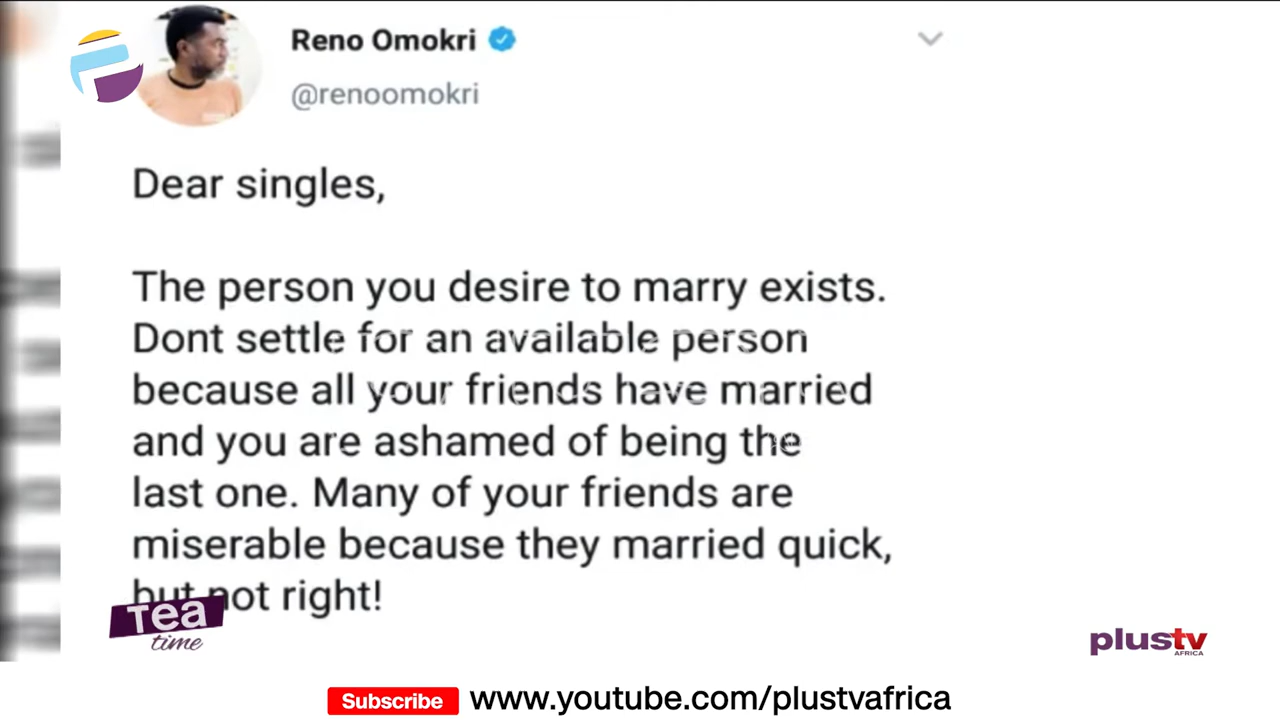 Reno Omokri
@renoomokri
Dear singles,
The person you desire to marry exists.
Dont settle for an available person
because all your friends have married
and you are ashamed of being the
last one. Many of your friends are
miserable because they married quick,
but not right!
Tea
time
plustv
AFRICA
Subscribe www.youtube.com/plustvafrica